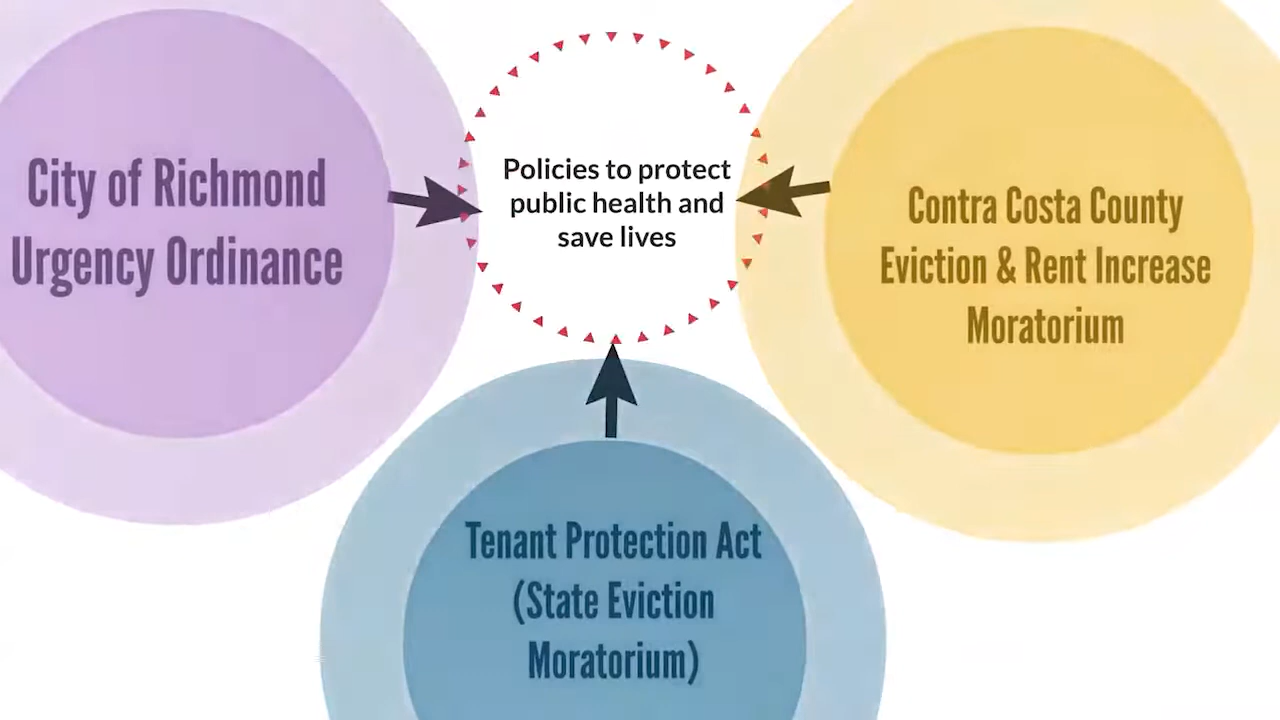 City of Richmond
Urgency Ordinance
Policies to protect
public health and
save lives
Contra Costa County
Eviction & Rent Increase
Moratorium
Tenant Protection Act
(State Eviction
Moratorium)